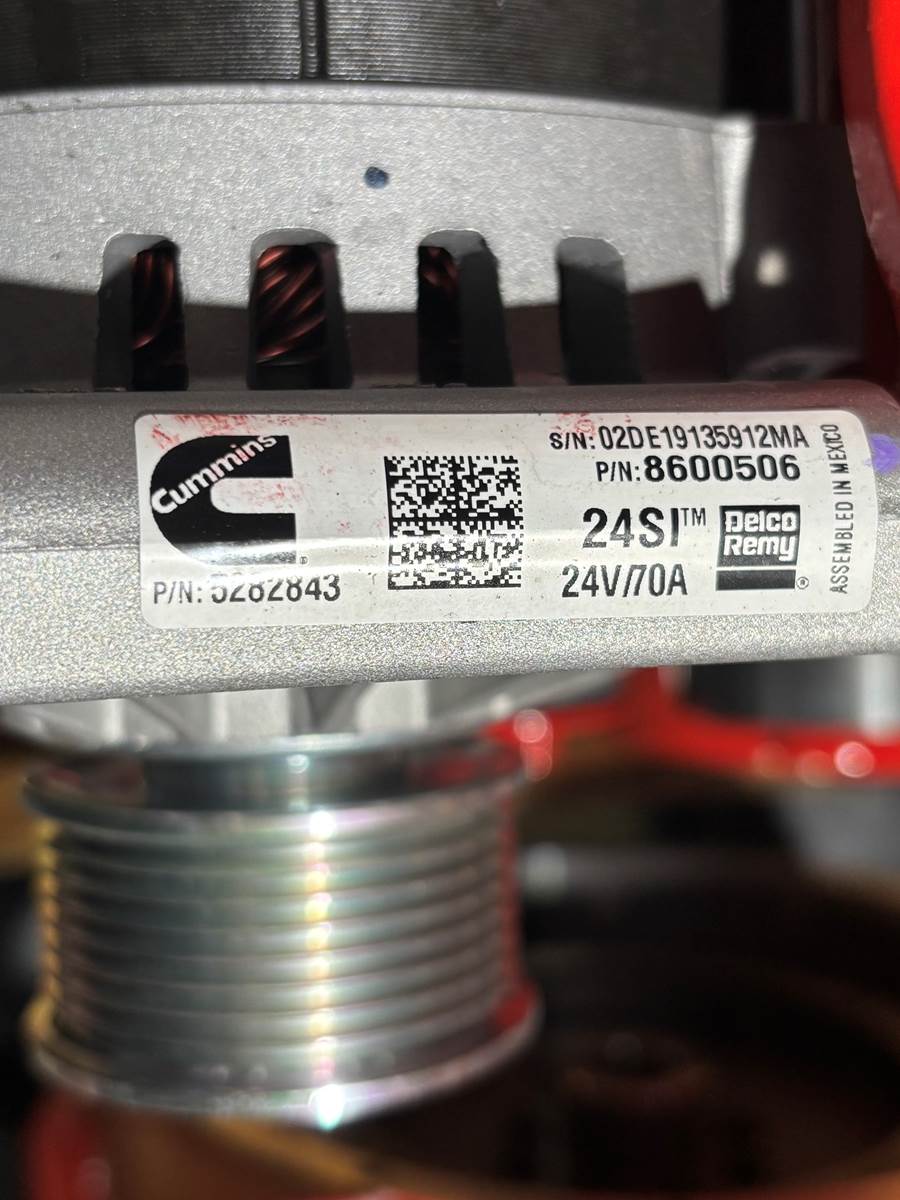 Cummins
P/N: 5282843
S/N: 02DE19135912MA
P/N: 8600506
24SI™
24V/70A
Delco
Remy
®
ASSEMBLED IN MEXICO